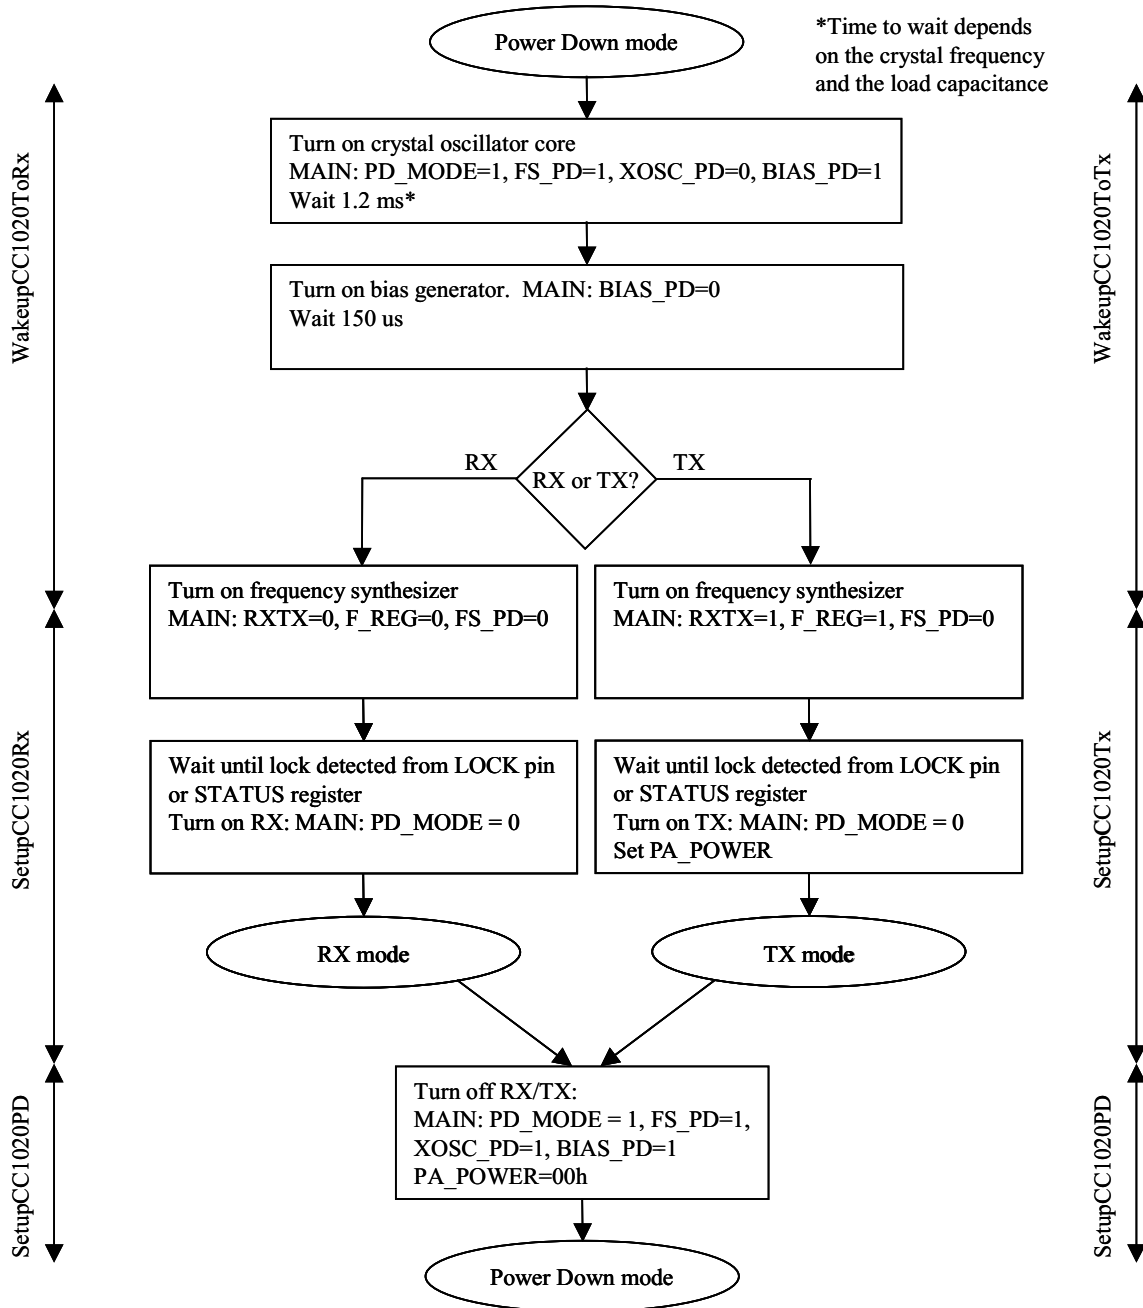 Power Down mode
*Time to wait depends
on the crystal frequency
and the load capacitance
WakeupCC1020ToRx
WakeupCC1020ToTx
Turn on crystal oscillator core
MAIN: PD_MODE=1, FS_PD=1, XOSC_PD=0, BIAS_PD=1
Wait 1.2 ms*
Turn on bias generator.  MAIN: BIAS_PD=0
Wait 150 us
RX
RX or TX?
TX
Turn on frequency synthesizer
MAIN: RXTX=0, F_REG=0, FS_PD=0
Turn on frequency synthesizer
MAIN: RXTX=1, F_REG=1, FS_PD=0
SetupCC1020Rx
SetupCC1020Tx
Wait until lock detected from LOCK pin
or STATUS register
Turn on RX: MAIN: PD_MODE = 0
Wait until lock detected from LOCK pin
or STATUS register
Turn on TX: MAIN: PD_MODE = 0
Set PA_POWER
RX mode
TX mode
SetupCC1020PD
SetupCC1020PD
Turn off RX/TX:
MAIN: PD_MODE = 1, FS_PD=1,
XOSC_PD=1, BIAS_PD=1
PA_POWER=00h
Power Down mode